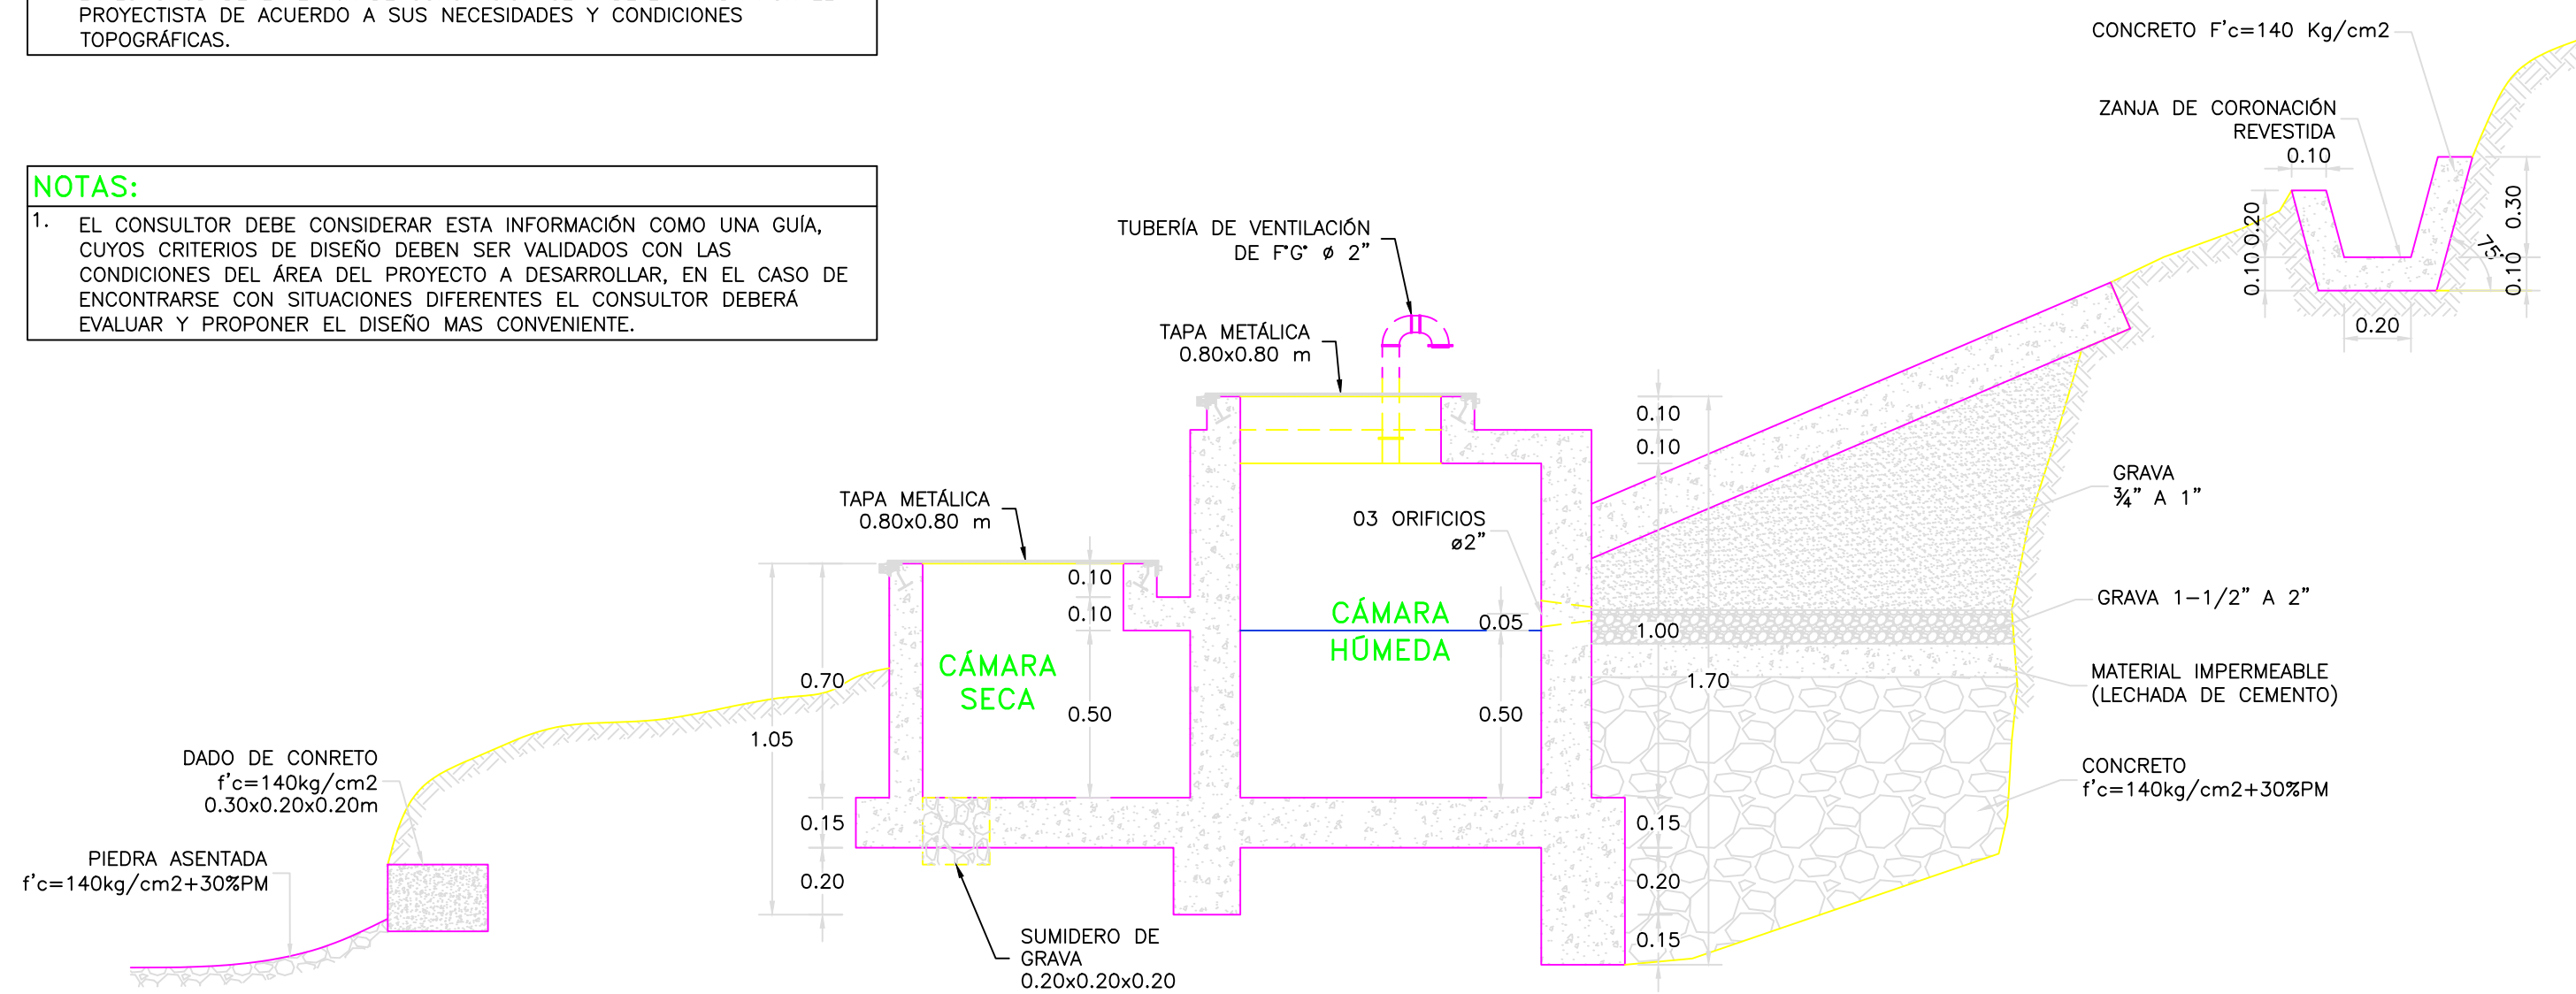 PROYECTISTA DE ACUERDO A SUS NECESIDADES Y CONDICIONES
TOPOGRÁFICAS.
NOTAS:
1. EL CONSULTOR DEBE CONSIDERAR ESTA INFORMACIÓN COMO UNA GUÍA,
CUYOS CRITERIOS DE DISEÑO DEBEN SER VALIDADOS CON LAS
CONDICIONES DEL ÁREA DEL PROYECTO A DESARROLLAR, EN EL CASO DE
ENCONTRARSE CON SITUACIONES DIFERENTES EL CONSULTOR DEBERÁ
EVALUAR Y PROPONER EL DISEÑO MAS CONVENIENTE.
CONCRETO F'c=140 Kg/cm2
ZANJA DE CORONACIÓN
REVESTIDA
0.10
0.20
0.10
0.30
0.10
75°
0.20
TUBERÍA DE VENTILACIÓN
DE F°G° ø 2"
TAPA METÁLICA
0.80x0.80 m
TAPA METÁLICA
0.80x0.80 m
03 ORIFICIOS
ø2"
0.10
0.10
1.00
1.70
0.15
0.20
0.15
GRAVA
¾" A 1"
GRAVA 1-1/2" A 2"
MATERIAL IMPERMEABLE
(LECHADA DE CEMENTO)
CONCRETO
f'c=140kg/cm2+30%PM
CÁMARA
HÚMEDA
0.05
0.50
CÁMARA
SECA
0.10
0.10
0.50
0.70
1.05
0.15
0.20
DADO DE CONRETO
f'c=140kg/cm2
0.30x0.20x0.20m
PIEDRA ASENTADA
f'c=140kg/cm2+30%PM
SUMIDERO DE
GRAVA
0.20x0.20x0.20